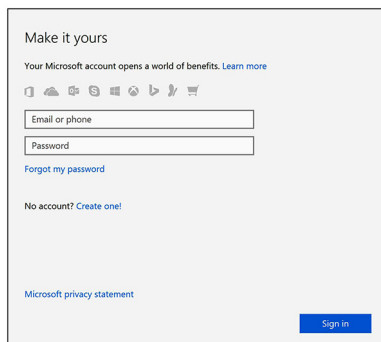 Make it yours
Your Microsoft account opens a world of benefits. Learn more
Email or phone
Password
Forgot my password
No account? Create one!
Microsoft privacy statement
Sign in